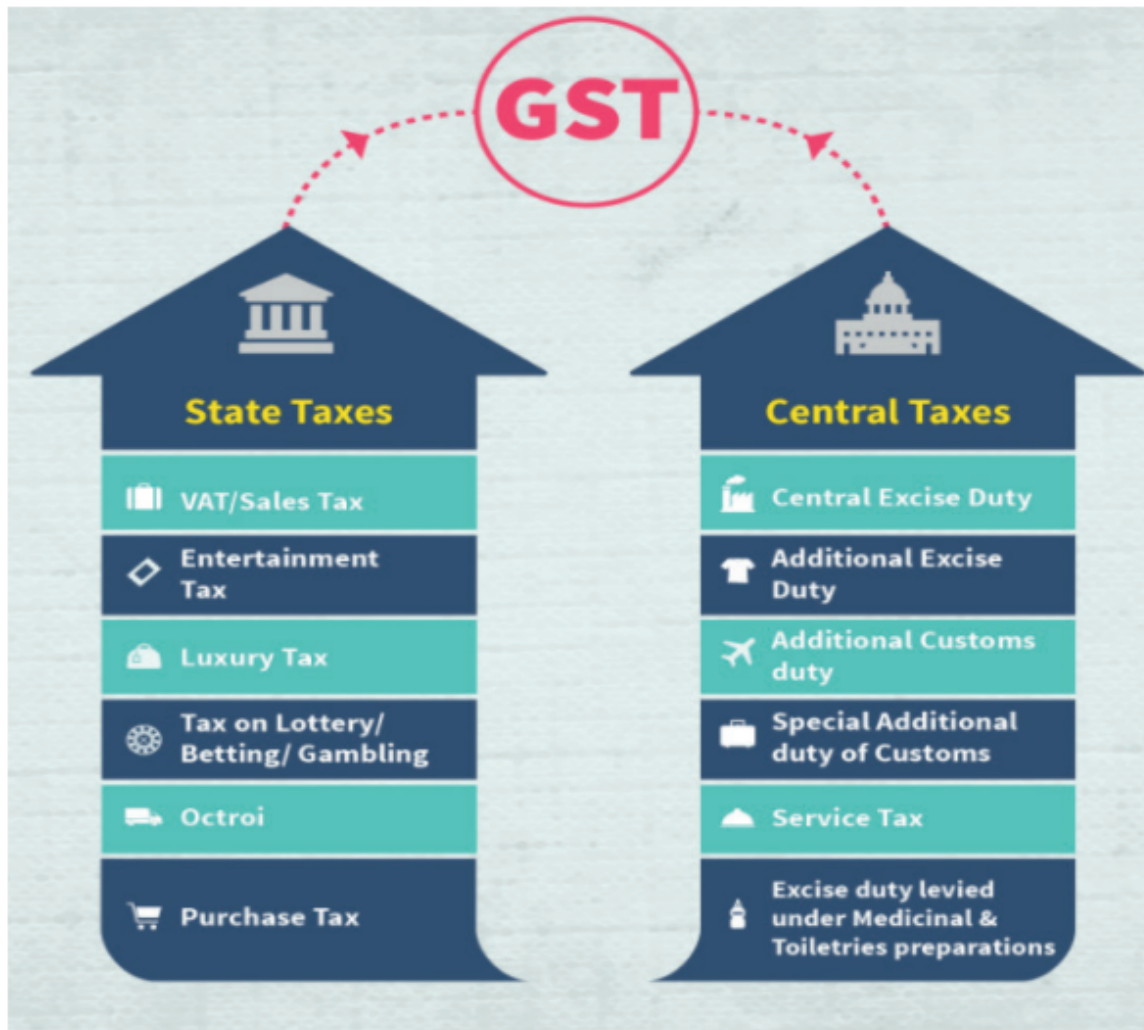 GST
State Taxes
VAT/Sales Tax
Entertainment
Tax
Luxury Tax
Tax on Lottery/
Betting/ Gambling
Octroi
Purchase Tax
Central Taxes
Central Excise Duty
Additional Excise
Duty
Additional Customs
duty
Special Additional
duty of Customs
Service Tax
Excise duty levied
under Medicinal &
Toiletries preparations